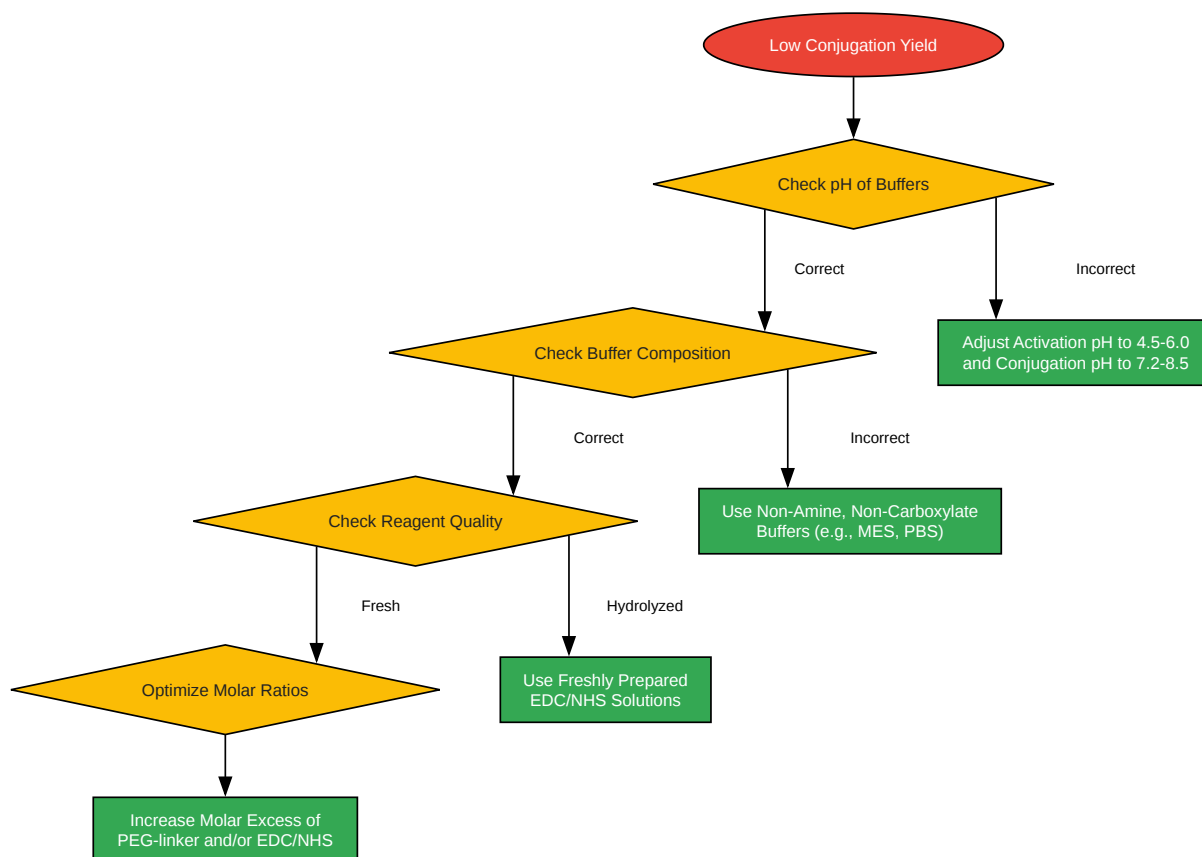 Low Conjugation Yield
Check pH of Buffers
Correct
Incorrect
Check Buffer Composition
Adjust Activation pH to 4.5-6.0
and Conjugation pH to 7.2-8.5
Correct
Incorrect
Check Reagent Quality
Use Non-Amine, Non-Carboxylate
Buffers (e.g., MES, PBS)
Fresh
Hydrolyzed
Optimize Molar Ratios
Use Freshly Prepared
EDC/NHS Solutions
Increase Molar Excess of
PEG-linker and/or EDC/NHS